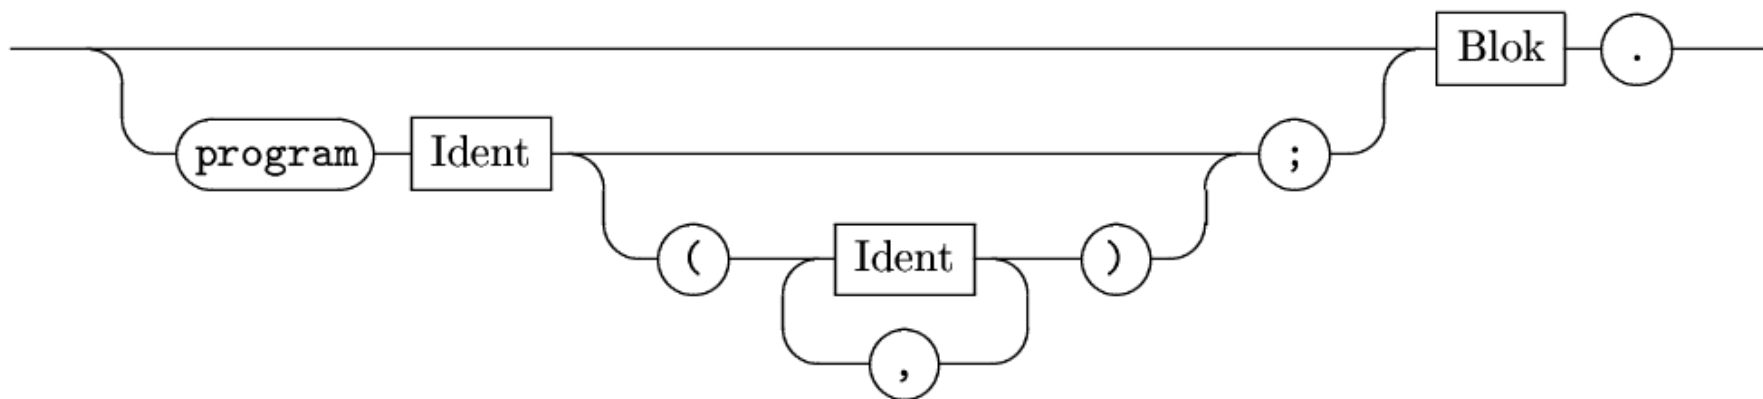 Blok .
program Ident ;
( Ident )
,